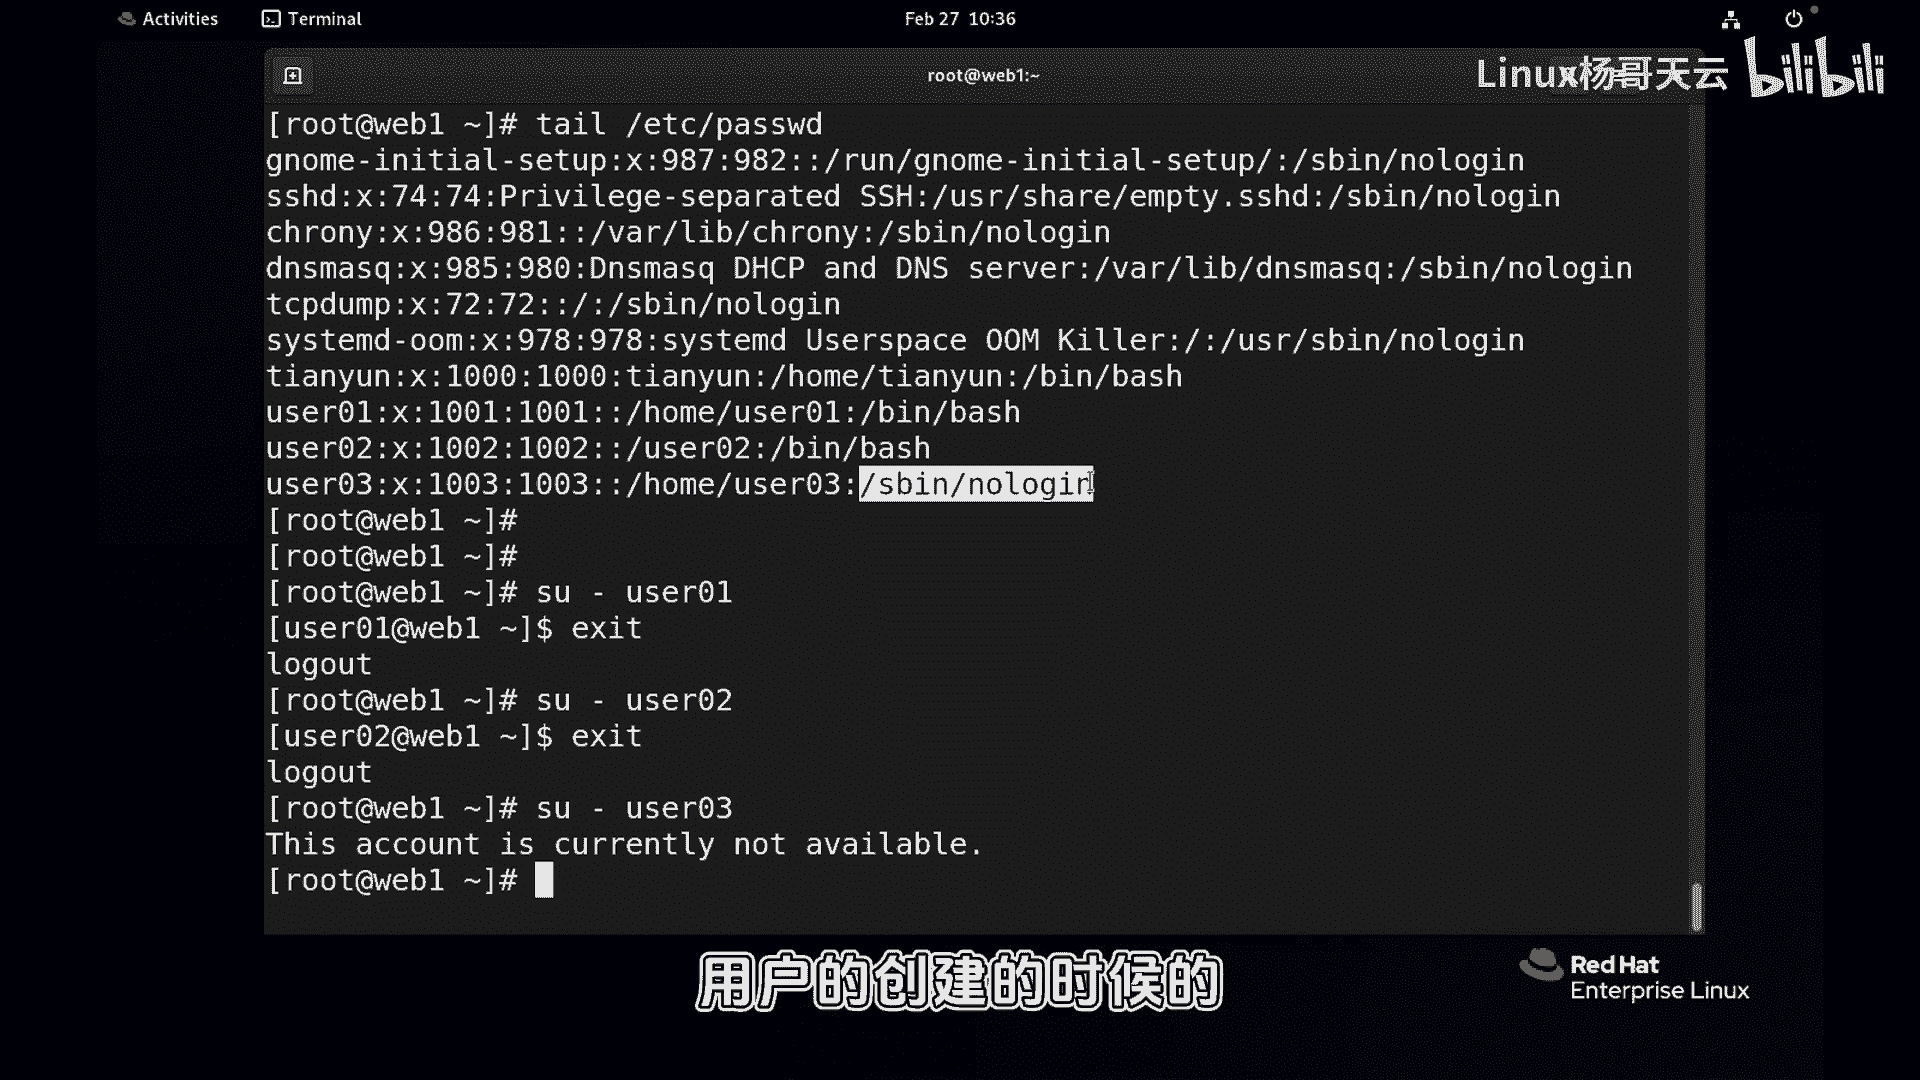 Activities
Terminal
Feb 27 10:36
root@web1:~
Linux杨哥天云 bilibili
[root@web1 ~]# tail /etc/passwd
gnome-initial-setup:x:987:982::/run/gnome-initial-setup/:/sbin/nologin
sshd:x:74:74:Privilege-separated SSH:/usr/share/empty.sshd:/sbin/nologin
chrony:x:986:981::/var/lib/chrony:/sbin/nologin
dnsmasq:x:985:980:Dnsmasq DHCP and DNS server:/var/lib/dnsmasq:/sbin/nologin
tcpdump:x:72:72::/:/sbin/nologin
systemd-oom:x:978:978:systemd Userspace OOM Killer:/:/usr/sbin/nologin
tianyun:x:1000:1000:tianyun:/home/tianyun:/bin/bash
user01:x:1001:1001::/home/user01:/bin/bash
user02:x:1002:1002::/user02:/bin/bash
user03:x:1003:1003::/home/user03:/sbin/nologin
[root@web1 ~]#
[root@web1 ~]#
[root@web1 ~]# su - user01
[user01@web1 ~]$ exit
logout
[root@web1 ~]# su - user02
[user02@web1 ~]$ exit
logout
[root@web1 ~]# su - user03
This account is currently not available.
[root@web1 ~]#
用户的创建的时候的
Red Hat
Enterprise Linux